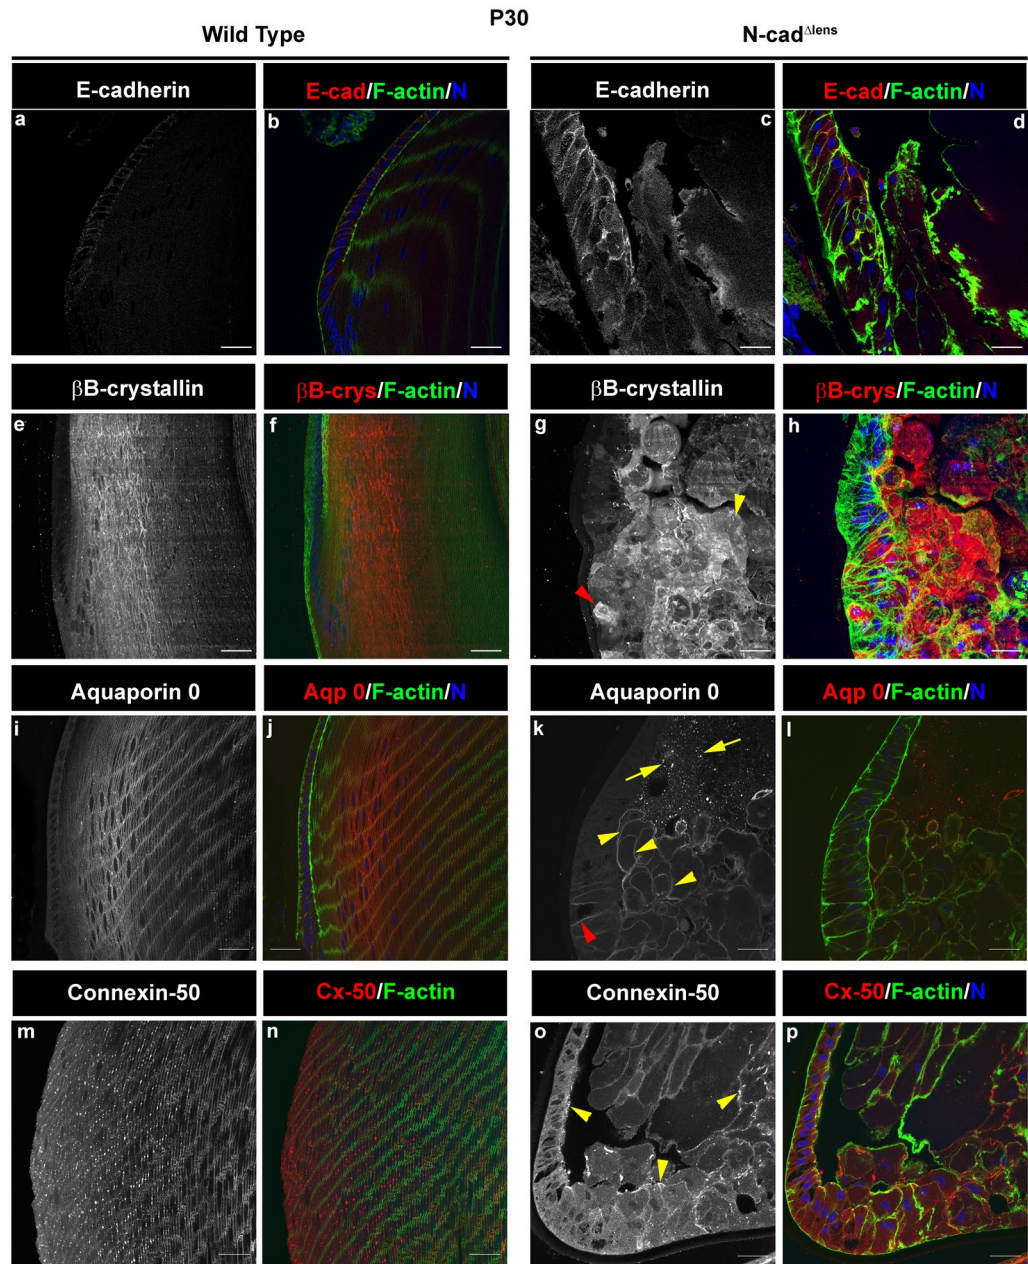 P30
Wild Type
N-cadΔlens
E-cadherin
E-cad/F-actin/N
E-cadherin
E-cad/F-actin/N
a
b
c
d
βB-crystallin
βB-crys/F-actin/N
βB-crystallin
βB-crys/F-actin/N
e
f
g
h
Aquaporin 0
Aqp 0/F-actin/N
Aquaporin 0
Aqp 0/F-actin/N
i
j
k
l
Connexin-50
Cx-50/F-actin
Connexin-50
Cx-50/F-actin/N
m
n
o
p